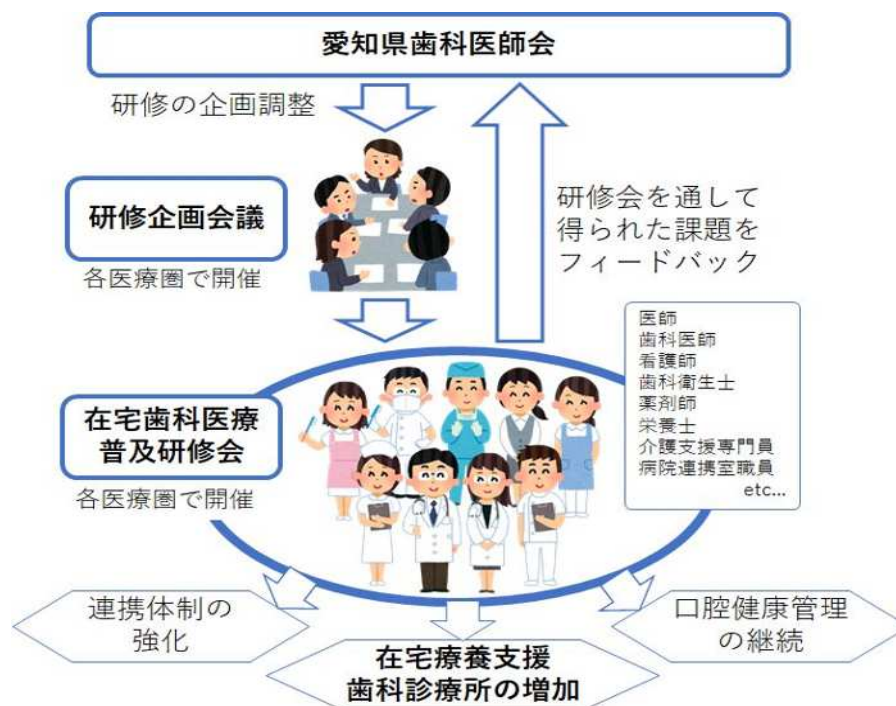 愛知県歯科医師会
研修の企画調整
研修企画会議
各医療圏で開催
研修会を通して
得られた課題を
フィードバック
医師
歯科医師
看護師
歯科衛生士
薬剤師
栄養士
介護支援専門員
病院連携室職員
etc...
在宅歯科医療
普及研修会
各医療圏で開催
連携体制の
強化
在宅療養支援
歯科診療所の増加
口腔健康管理
の継続